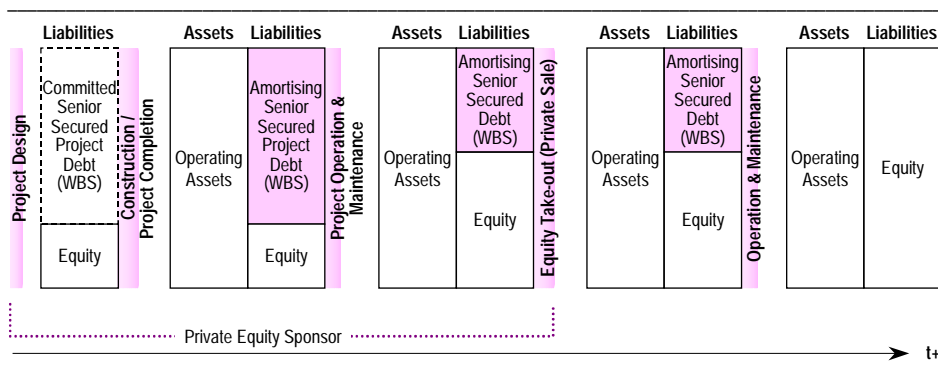 Liabilities
Assets Liabilities
Assets Liabilities
Assets Liabilities
Assets Liabilities
Project Design
Committed
Senior
Secured
Project
Debt
(WBS)
Equity
Construction /
Project Completion
Operating
Assets
Amortising
Senior
Secured
Project
Debt
(WBS)
Equity
Project Operation &
Maintenance
Operating
Assets
Amortising
Senior
Secured
Debt
(WBS)
Equity
Equity Take-out (Private Sale)
Operating
Assets
Amortising
Senior
Secured
Debt
(WBS)
Equity
Operation & Maintenance
Operating
Assets
Equity
Private Equity Sponsor
t+